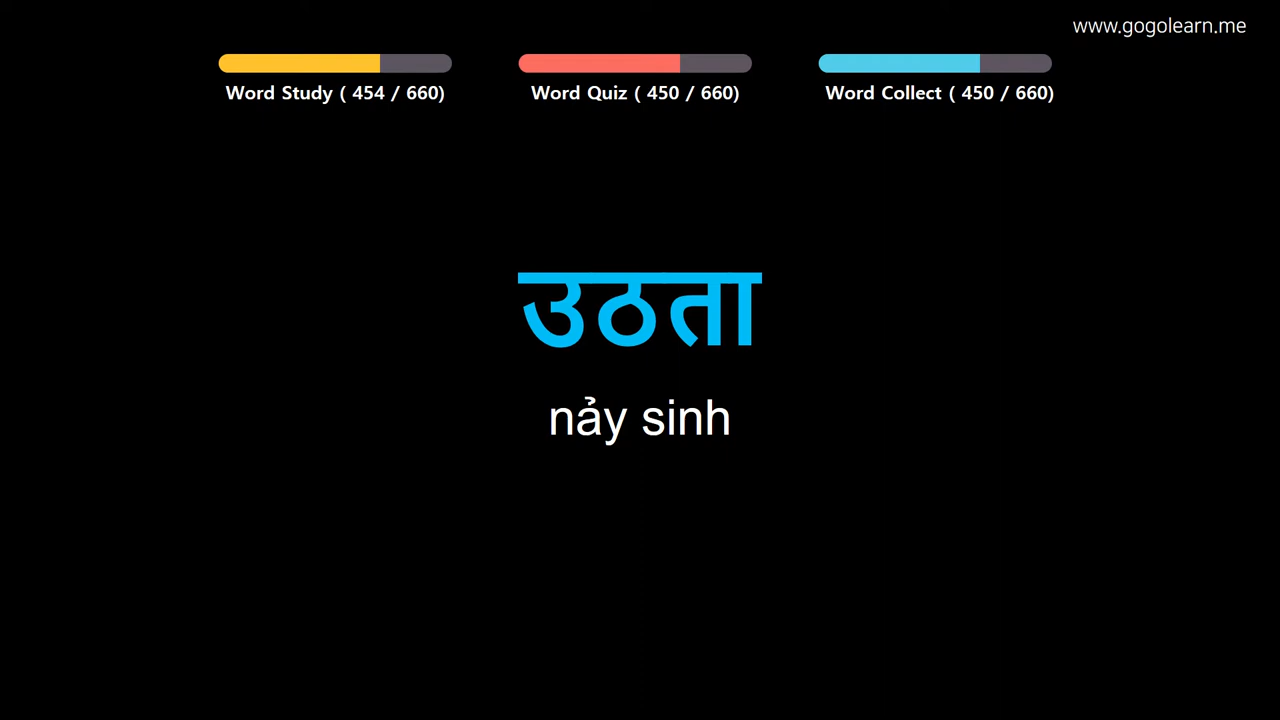 www.gogolearn.me
Word Study ( 454 / 660)
Word Quiz ( 450 / 660)
Word Collect ( 450 / 660)
उठता
nảy sinh